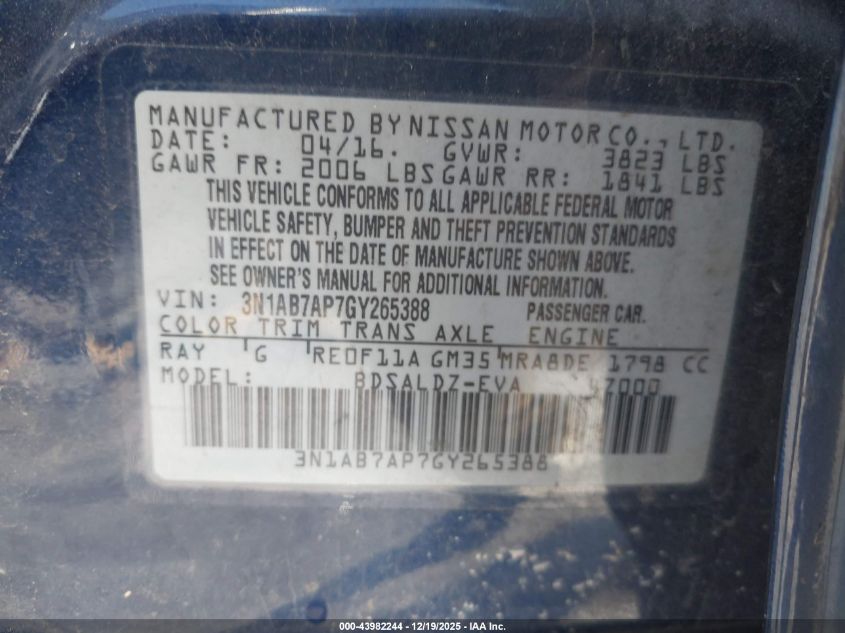 MANUFACTURED BY NISSAN MOTOR CO., LTD.
DATE: 04/16. GVWR: 3823 LBS
GAWR FR: 2006 LBS GAWR RR: 1841 LBS
THIS VEHICLE CONFORMS TO ALL APPLICABLE FEDERAL MOTOR
VEHICLE SAFETY, BUMPER AND THEFT PREVENTION STANDARDS
IN EFFECT ON THE DATE OF MANUFACTURE SHOWN ABOVE.
SEE OWNER'S MANUAL FOR ADDITIONAL INFORMATION.
VIN: 3N1AB7AP7GY265388 PASSENGER CAR.
COLOR TRIM TRANS AXLE ENGINE
RAY G RE0F11A GM35 MRA8DE 1798 CC
MODEL: BDSALDZ-EVA 47000
3N1AB7AP7GY265388
000-43982244 | 12/19/2025 | IAA Inc.